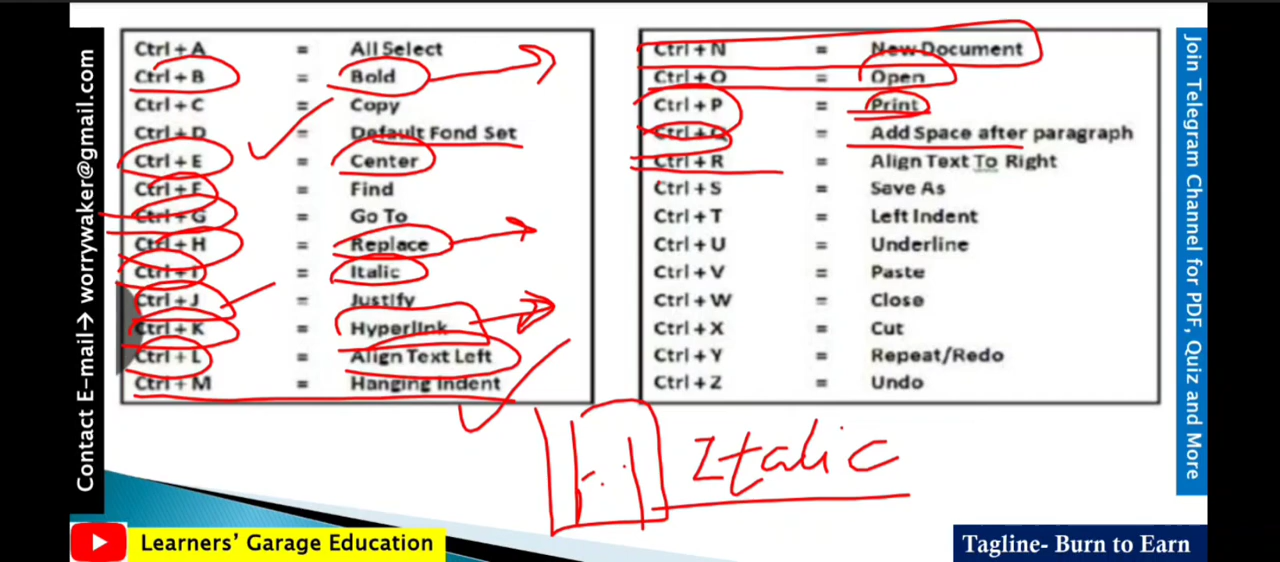 Contact E-mail→ worrywaker@gmail.com
Ctrl + A = All Select
Ctrl + B = Bold
Ctrl + C = Copy
Ctrl + D = Default Fond Set
Ctrl + E = Center
Ctrl + F = Find
Ctrl + G = Go To
Ctrl + H = Replace
Ctrl + I = Italic
Ctrl + J = Justify
Ctrl + K = Hyperlink
Ctrl + L = Align Text Left
Ctrl + M = Hanging Indent
Ctrl + N = New Document
Ctrl + O = Open
Ctrl + P = Print
Ctrl + Q = Add Space after paragraph
Ctrl + R = Align Text To Right
Ctrl + S = Save As
Ctrl + T = Left Indent
Ctrl + U = Underline
Ctrl + V = Paste
Ctrl + W = Close
Ctrl + X = Cut
Ctrl + Y = Repeat/Redo
Ctrl + Z = Undo
Join Telegram Channel for PDF, Quiz and More
Italic
Learners' Garage Education
Tagline- Burn to Earn